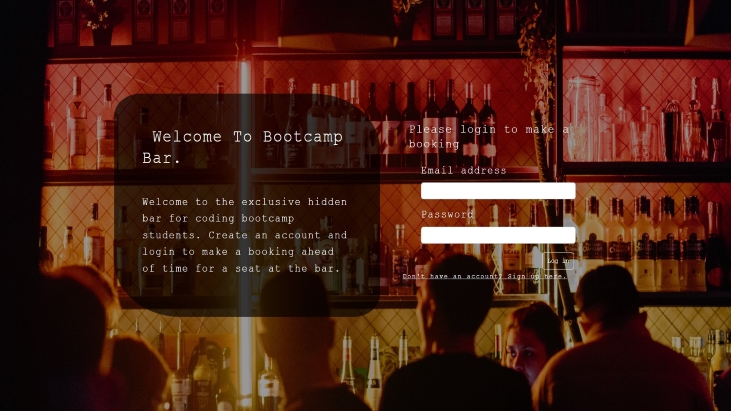 Welcome To Bootcamp
Bar.
Welcome to the exclusive hidden
bar for coding bootcamp
students. Create an account and
login to make a booking ahead
of time for a seat at the bar.
Please login to make a
booking
Email address
Password
Log in
Don't have an account? Sign up here.